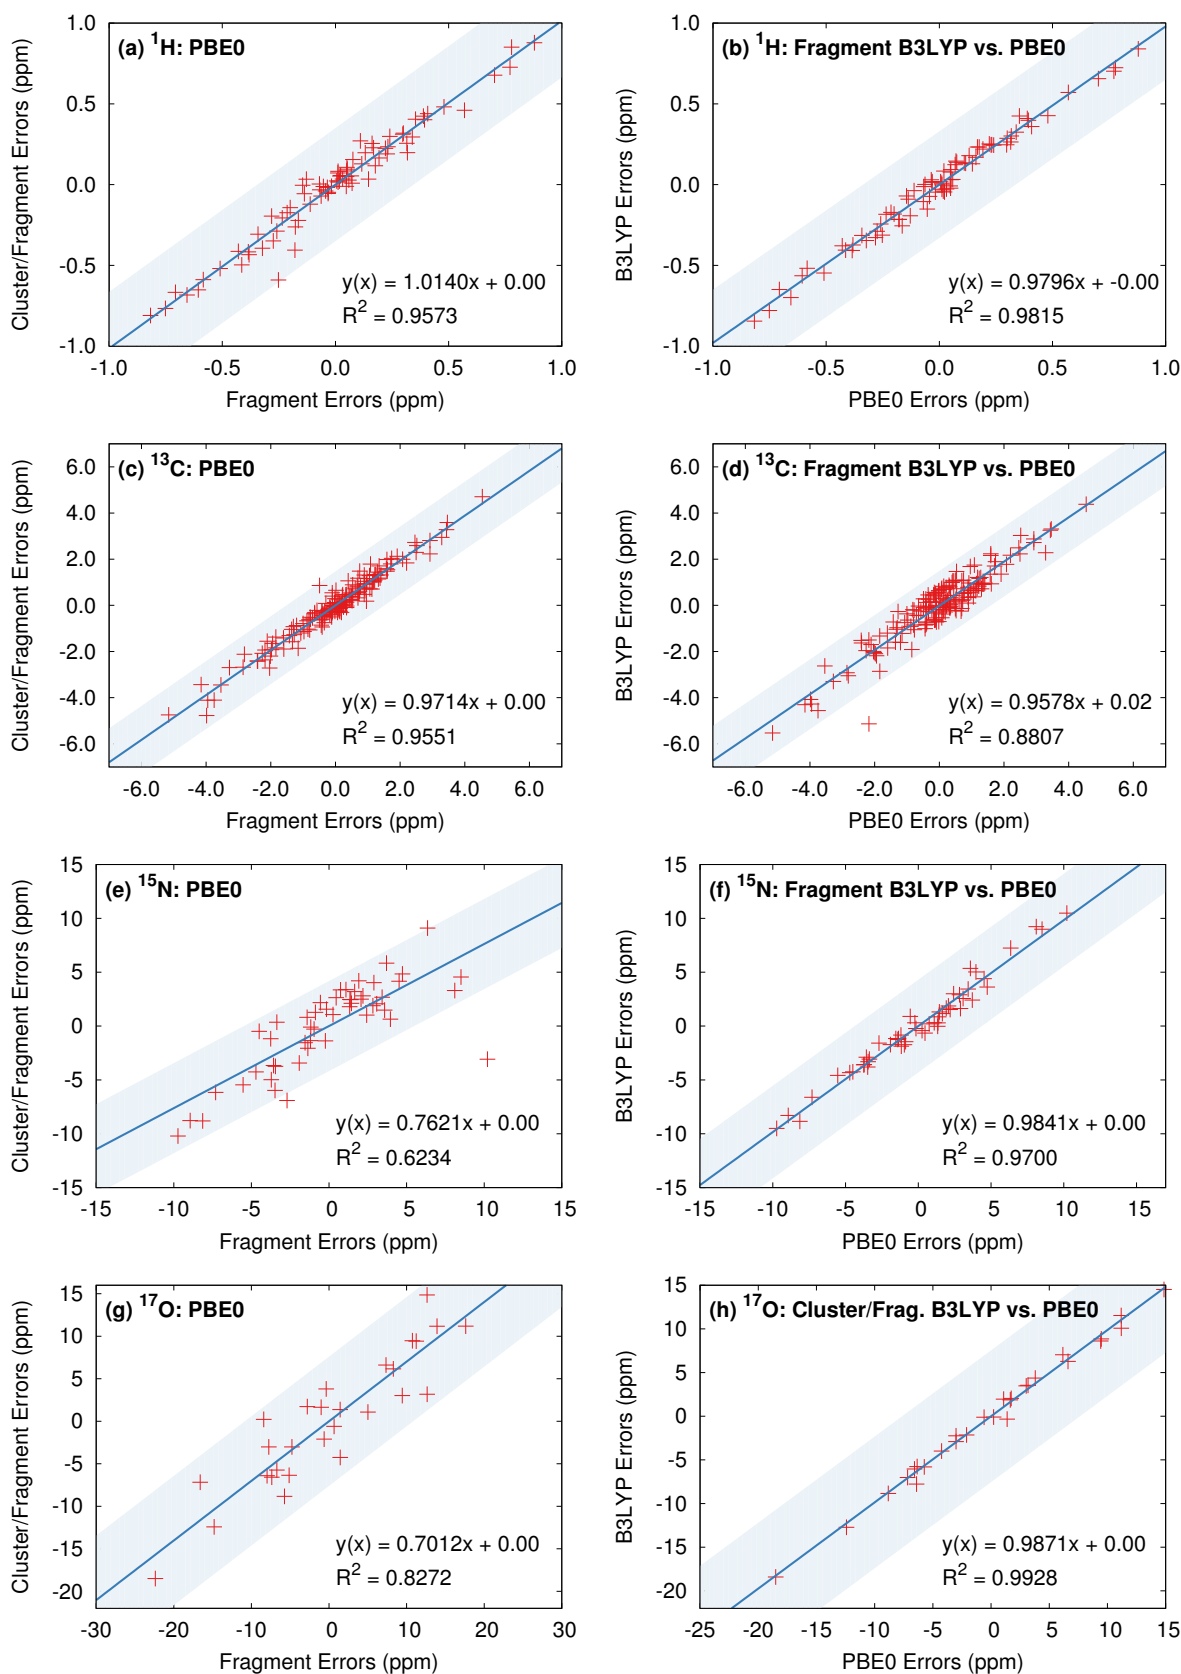 (a) ¹H: PBE0
Cluster/Fragment Errors (ppm)
1.0
0.5
0.0
-0.5
-1.0
y(x) = 1.0140x + 0.00
R² = 0.9573
-1.0 -0.5 0.0 0.5 1.0
Fragment Errors (ppm)
(b) ¹H: Fragment B3LYP vs. PBE0
B3LYP Errors (ppm)
1.0
0.5
0.0
-0.5
-1.0
y(x) = 0.9796x + -0.00
R² = 0.9815
-1.0 -0.5 0.0 0.5 1.0
PBE0 Errors (ppm)
(c) ¹³C: PBE0
Cluster/Fragment Errors (ppm)
6.0
4.0
2.0
0.0
-2.0
-4.0
-6.0
y(x) = 0.9714x + 0.00
R² = 0.9551
-6.0 -4.0 -2.0 0.0 2.0 4.0 6.0
Fragment Errors (ppm)
(d) ¹³C: Fragment B3LYP vs. PBE0
B3LYP Errors (ppm)
6.0
4.0
2.0
0.0
-2.0
-4.0
-6.0
y(x) = 0.9578x + 0.02
R² = 0.8807
-6.0 -4.0 -2.0 0.0 2.0 4.0 6.0
PBE0 Errors (ppm)
(e) ¹⁵N: PBE0
Cluster/Fragment Errors (ppm)
15
10
5
0
-5
-10
-15
y(x) = 0.7621x + 0.00
R² = 0.6234
-15 -10 -5 0 5 10 15
Fragment Errors (ppm)
(f) ¹⁵N: Fragment B3LYP vs. PBE0
B3LYP Errors (ppm)
15
10
5
0
-5
-10
-15
y(x) = 0.9841x + 0.00
R² = 0.9700
-15 -10 -5 0 5 10 15
PBE0 Errors (ppm)
(g) ¹⁷O: PBE0
Cluster/Fragment Errors (ppm)
15
10
5
0
-5
-10
-15
-20
y(x) = 0.7012x + 0.00
R² = 0.8272
-30 -20 -10 0 10 20 30
Fragment Errors (ppm)
(h) ¹⁷O: Cluster/Frag. B3LYP vs. PBE0
B3LYP Errors (ppm)
15
10
5
0
-5
-10
-15
-20
y(x) = 0.9871x + 0.00
R² = 0.9928
-25 -20 -15 -10 -5 0 5 10 15
PBE0 Errors (ppm)